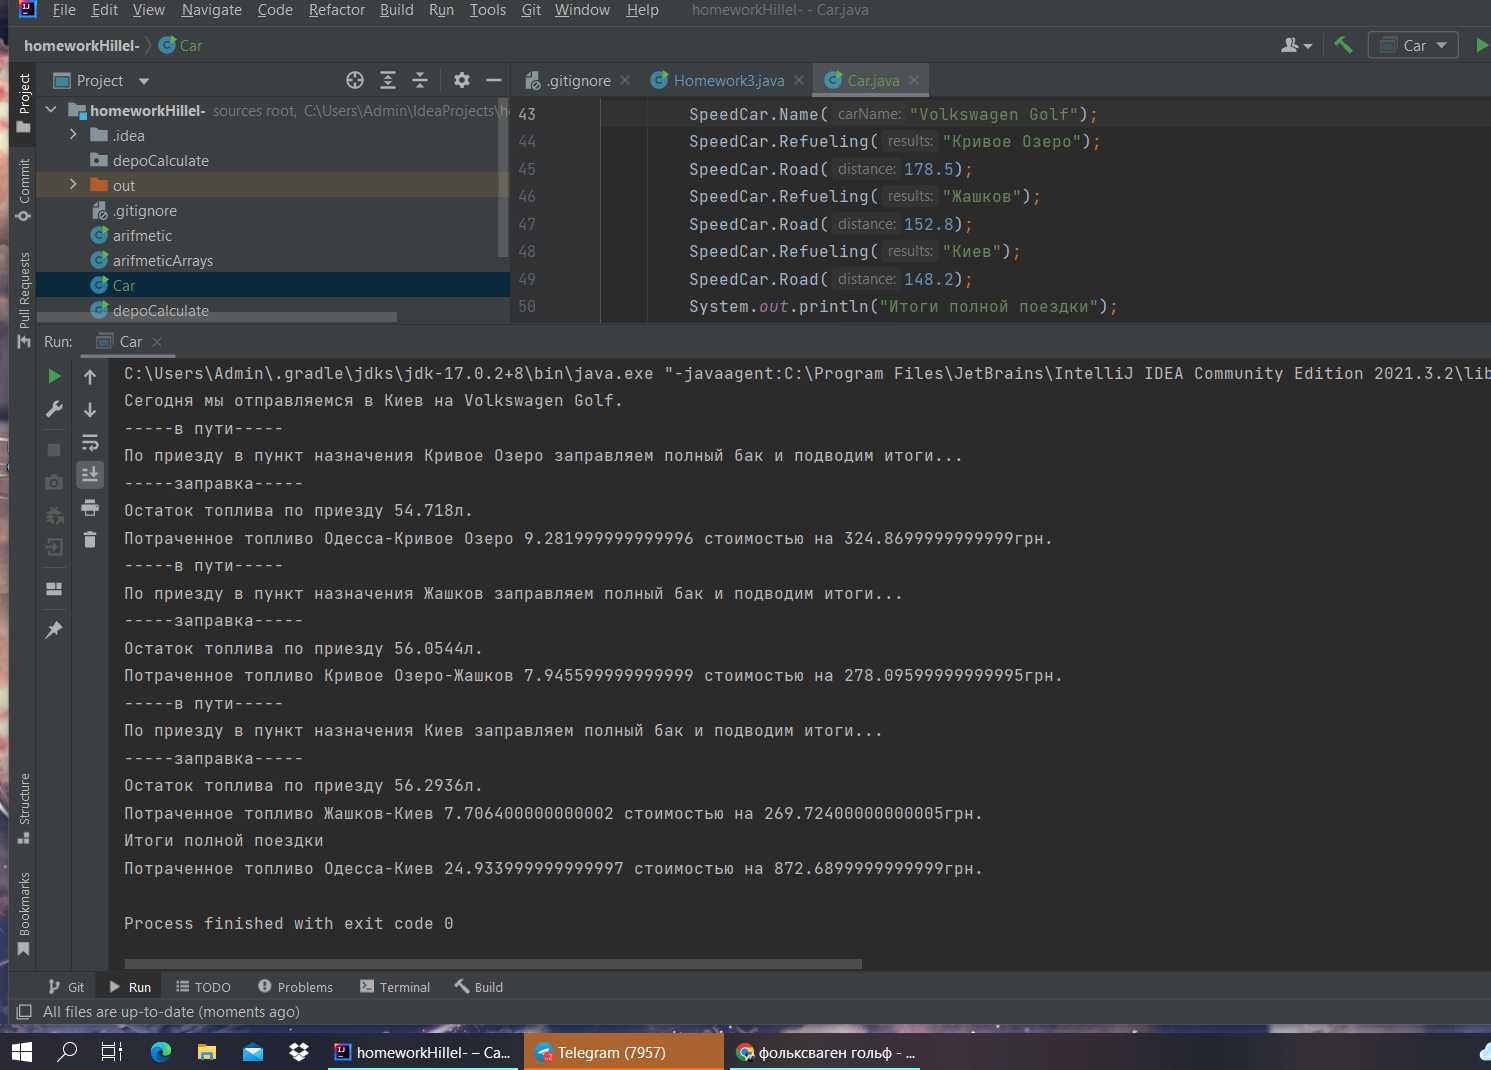 File Edit View Navigate Code Refactor Build Run Tools Git Window Help homeworkHillel- - Car.java
homeworkHillel- Car
Car
Project
.gitignore
Homework3.java
Car.java
Project
Commit
Pull Requests
homeworkHillel- sources root, C:\Users\Admin\IdeaProjects\h
.idea
depoCalculate
out
.gitignore
arifmetic
arifmeticArrays
Car
depoCalculate
43 SpeedCar.Name( carName: "Volkswagen Golf");
44 SpeedCar.Refueling( results: "Кривое Озеро");
45 SpeedCar.Road( distance: 178.5);
46 SpeedCar.Refueling( results: "Жашков");
47 SpeedCar.Road( distance: 152.8);
48 SpeedCar.Refueling( results: "Киев");
49 SpeedCar.Road( distance: 148.2);
50 System.out.println("Итоги полной поездки");
Run: Car
C:\Users\Admin\.gradle\jdks\jdk-17.0.2+8\bin\java.exe "-javaagent:C:\Program Files\JetBrains\IntelliJ IDEA Community Edition 2021.3.2\lib
Сегодня мы отправляемся в Киев на Volkswagen Golf.
-----в пути-----
По приезду в пункт назначения Кривое Озеро заправляем полный бак и подводим итоги...
-----заправка-----
Остаток топлива по приезду 54.718л.
Потраченное топливо Одесса-Кривое Озеро 9.281999999999996 стоимостью на 324.8699999999999грн.
-----в пути-----
По приезду в пункт назначения Жашков заправляем полный бак и подводим итоги...
-----заправка-----
Остаток топлива по приезду 56.0544л.
Потраченное топливо Кривое Озеро-Жашков 7.945599999999999 стоимостью на 278.09599999999995грн.
-----в пути-----
По приезду в пункт назначения Киев заправляем полный бак и подводим итоги...
-----заправка-----
Остаток топлива по приезду 56.2936л.
Потраченное топливо Жашков-Киев 7.706400000000002 стоимостью на 269.72400000000005грн.
Итоги полной поездки
Потраченное топливо Одесса-Киев 24.933999999999997 стоимостью на 872.6899999999999грн.
Process finished with exit code 0
Structure
Bookmarks
Git Run TODO Problems Terminal Build
All files are up-to-date (moments ago)
homeworkHillel- – Ca...
Telegram (7957)
фольксваген гольф - ...